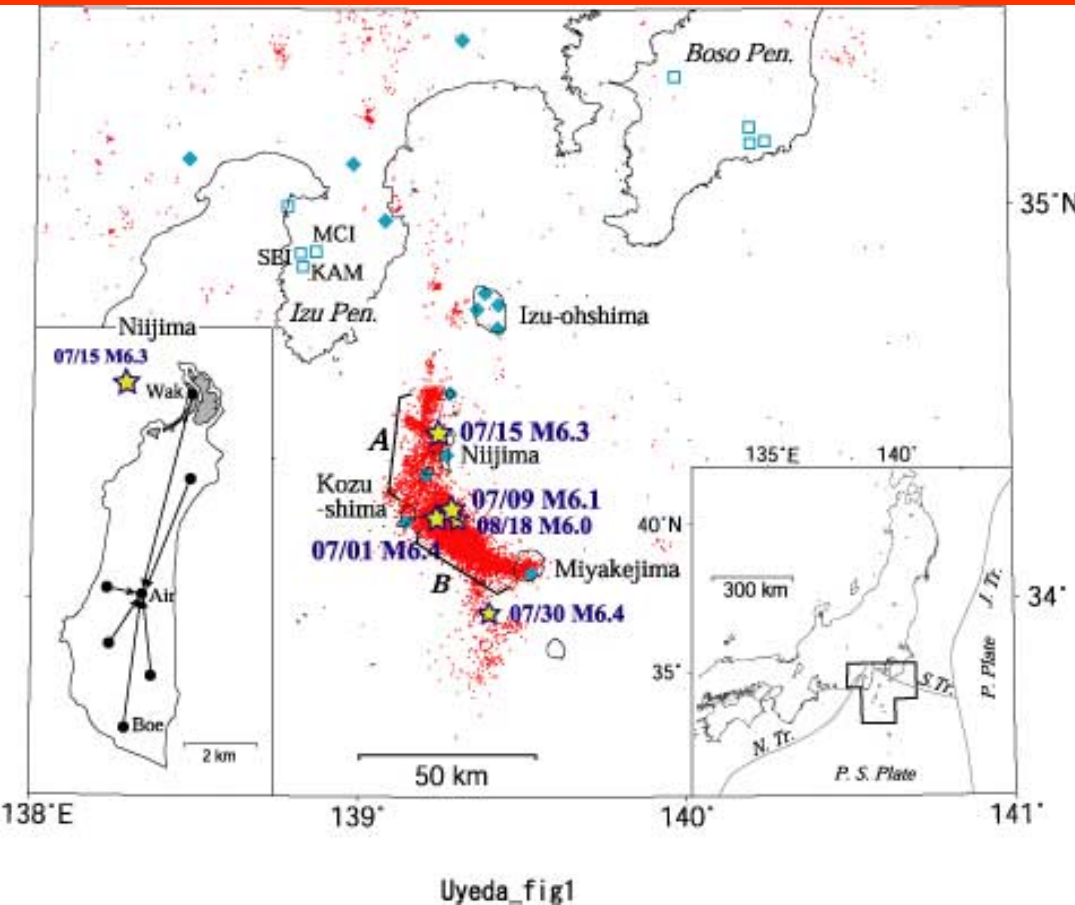 Boso Pen.
35°N
MCI
SEI
KAM
Izu Pen.
Izu-ohshima
Niijima
07/15 M6.3
Wak
Air
Boe
2 km
A
07/15 M6.3
Niijima
Kozu
-shima
07/09 M6.1
08/18 M6.0
07/01 M6.4
B
Miyakejima
07/30 M6.4
34°
50 km
135°E
140°
40°N
300 km
35°
J. Tr.
P. Plate
S.Tr.
N. Tr.
P. S. Plate
138°E
139°
140°
141°
Uyeda_fig1